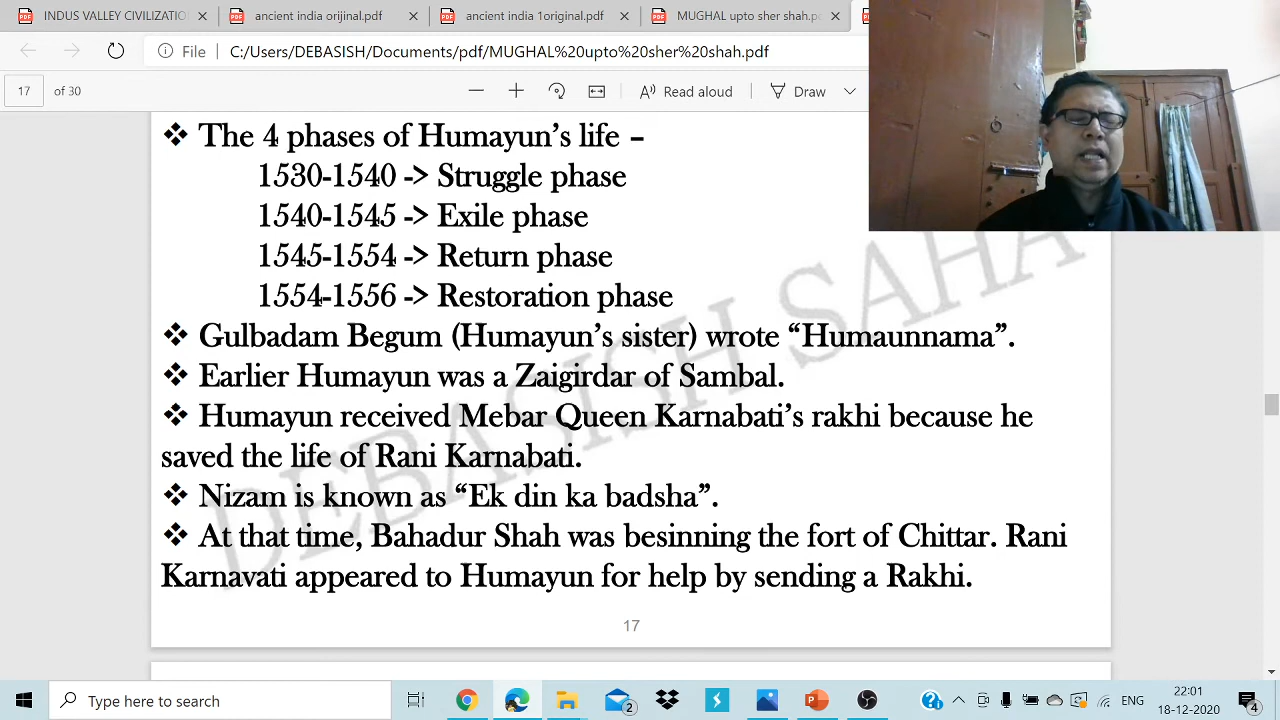 INDUS VALLEY CIVILIZATION
ancient india orijinal.pdf
ancient india 1original.pdf
MUGHAL upto sher shah
File C:/Users/DEBASISH/Documents/pdf/MUGHAL%20upto%20sher%20shah.pdf
17 of 30
Read aloud
Draw
❖ The 4 phases of Humayun’s life –
1530-1540 -> Struggle phase
1540-1545 -> Exile phase
1545-1554 -> Return phase
1554-1556 -> Restoration phase
❖ Gulbadam Begum (Humayun’s sister) wrote “Humaunnama”.
❖ Earlier Humayun was a Zaigirdar of Sambal.
❖ Humayun received Mebar Queen Karnabati’s rakhi because he
saved the life of Rani Karnabati.
❖ Nizam is known as “Ek din ka badsha”.
❖ At that time, Bahadur Shah was besinning the fort of Chittar. Rani
Karnavati appeared to Humayun for help by sending a Rakhi.
DEBASISH SAHA
17
Type here to search
2
ENG
22:01
18-12-2020
4